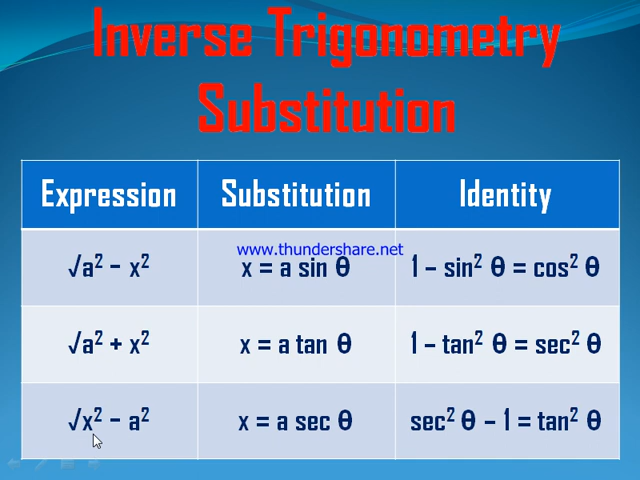 Inverse Trigonometry
Substitution
Expression Substitution Identity
www.thundershare.net
√a² − x² x = a sin θ 1 – sin² θ = cos² θ
√a² + x² x = a tan θ 1 – tan² θ = sec² θ
√x² − a² x = a sec θ sec² θ – 1 = tan² θ